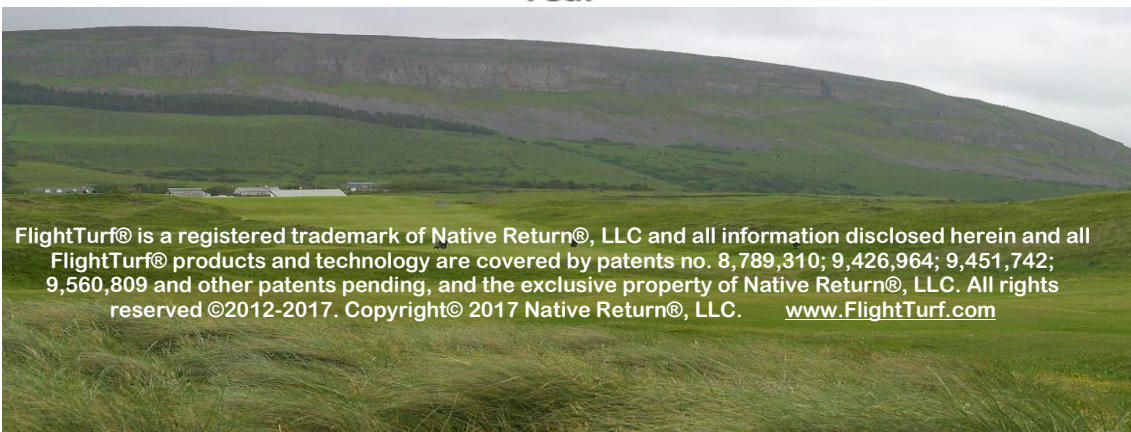 FlightTurf® is a registered trademark of Native Return®, LLC and all information disclosed herein and all
FlightTurf® products and technology are covered by patents no. 8,789,310; 9,426,964; 9,451,742;
9,560,809 and other patents pending, and the exclusive property of Native Return®, LLC. All rights
reserved ©2012-2017. Copyright© 2017 Native Return®, LLC. www.FlightTurf.com